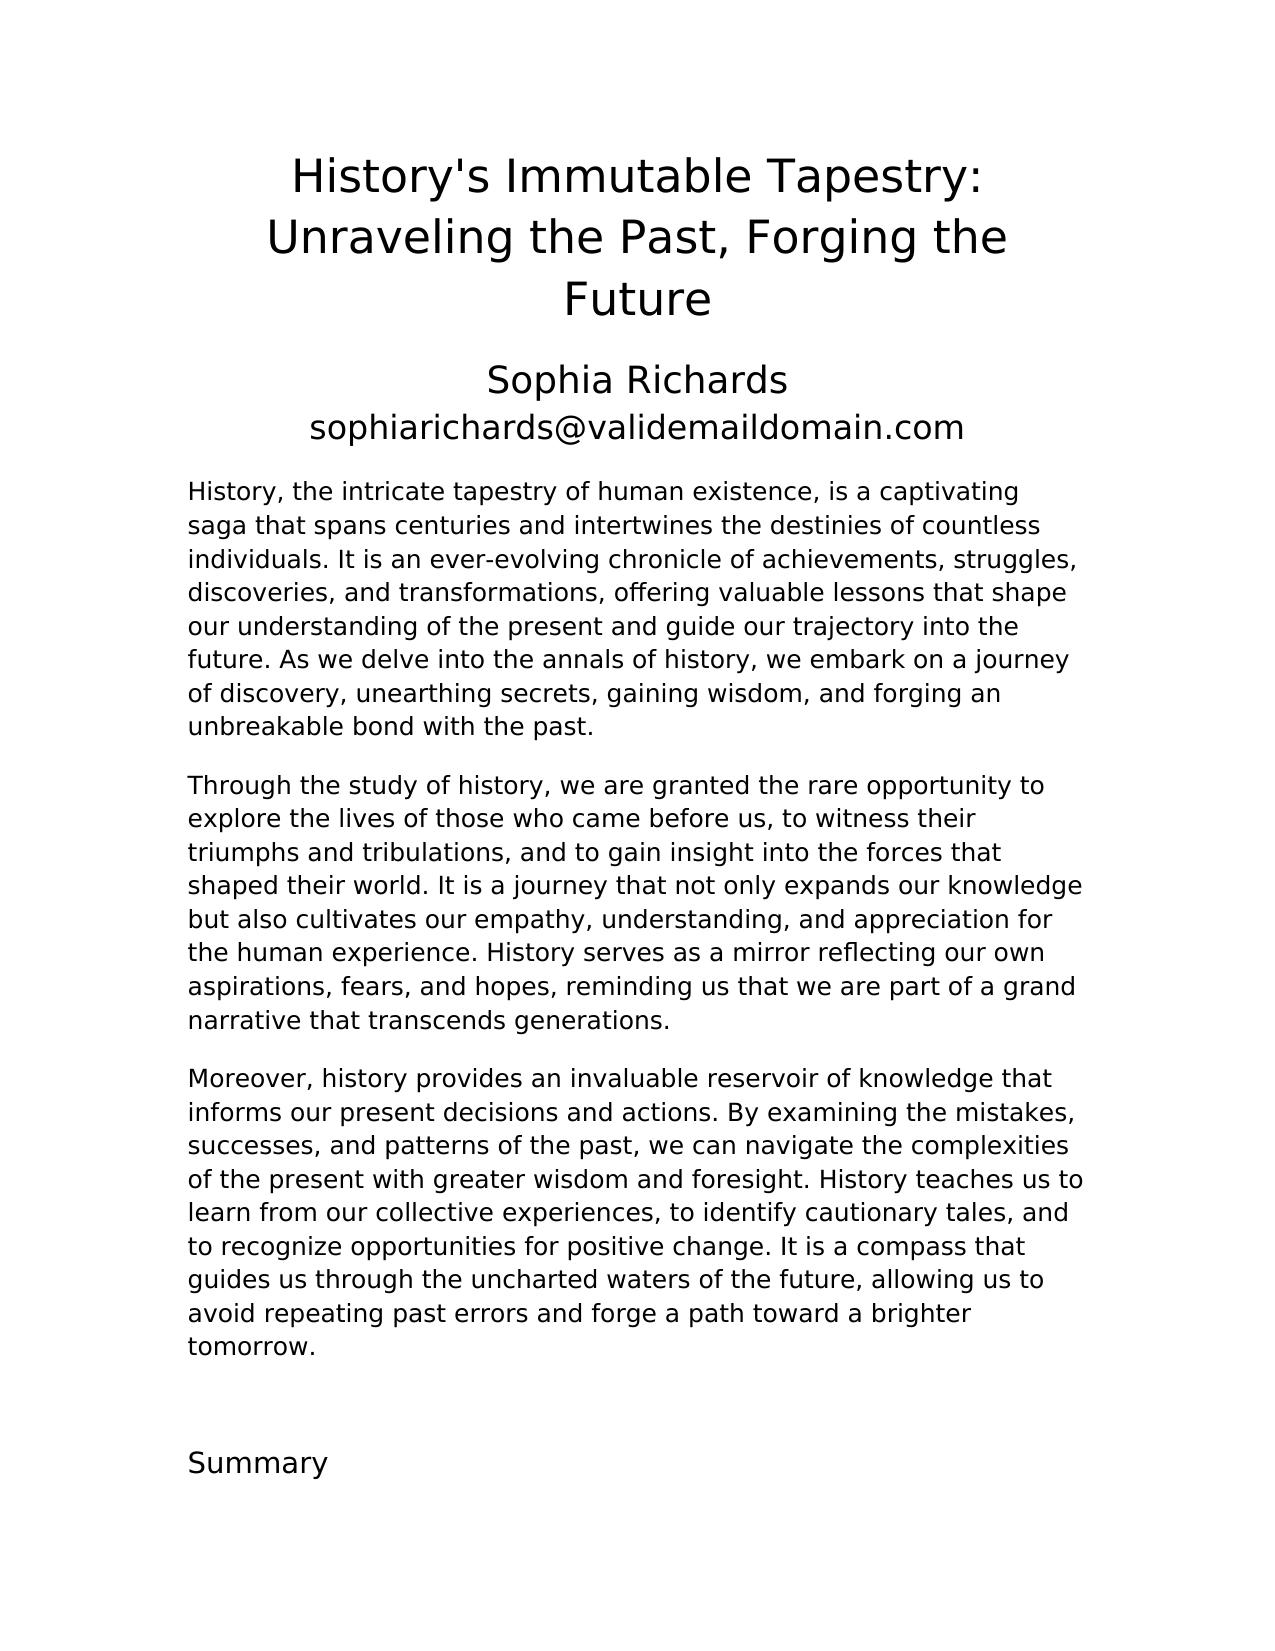 History's Immutable Tapestry:
Unraveling the Past, Forging the
Future
Sophia Richards
sophiarichards@validemaildomain.com
History, the intricate tapestry of human existence, is a captivating
saga that spans centuries and intertwines the destinies of countless
individuals. It is an ever-evolving chronicle of achievements, struggles,
discoveries, and transformations, offering valuable lessons that shape
our understanding of the present and guide our trajectory into the
future. As we delve into the annals of history, we embark on a journey
of discovery, unearthing secrets, gaining wisdom, and forging an
unbreakable bond with the past.
Through the study of history, we are granted the rare opportunity to
explore the lives of those who came before us, to witness their
triumphs and tribulations, and to gain insight into the forces that
shaped their world. It is a journey that not only expands our knowledge
but also cultivates our empathy, understanding, and appreciation for
the human experience. History serves as a mirror reflecting our own
aspirations, fears, and hopes, reminding us that we are part of a grand
narrative that transcends generations.
Moreover, history provides an invaluable reservoir of knowledge that
informs our present decisions and actions. By examining the mistakes,
successes, and patterns of the past, we can navigate the complexities
of the present with greater wisdom and foresight. History teaches us to
learn from our collective experiences, to identify cautionary tales, and
to recognize opportunities for positive change. It is a compass that
guides us through the uncharted waters of the future, allowing us to
avoid repeating past errors and forge a path toward a brighter
tomorrow.
Summary